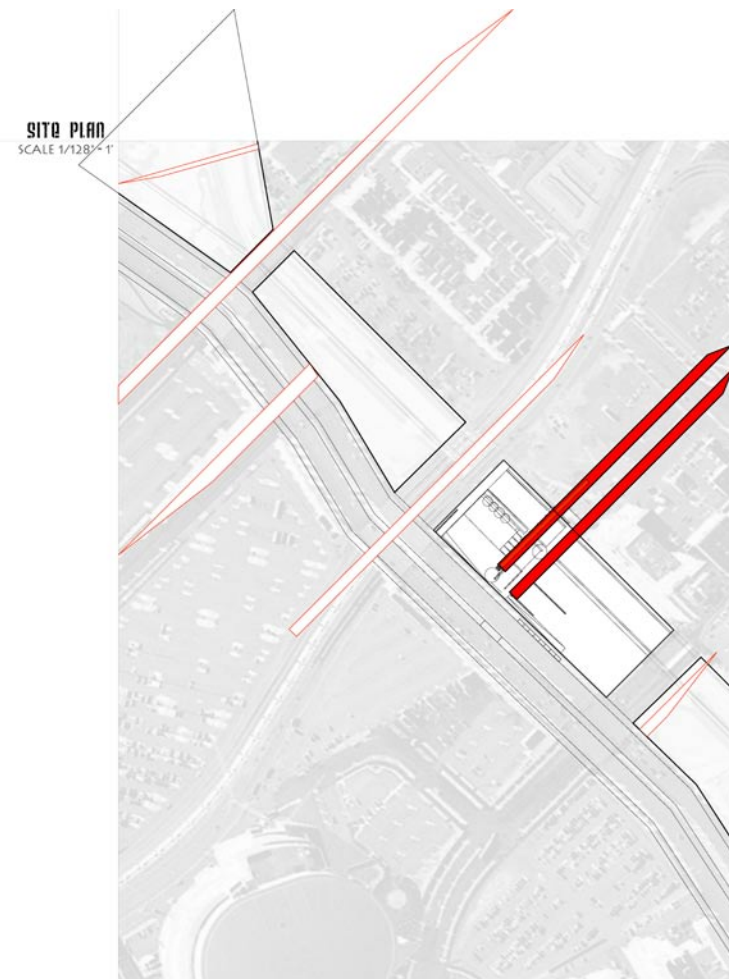 SITe PLAN
SCALE 1/128" = 1'